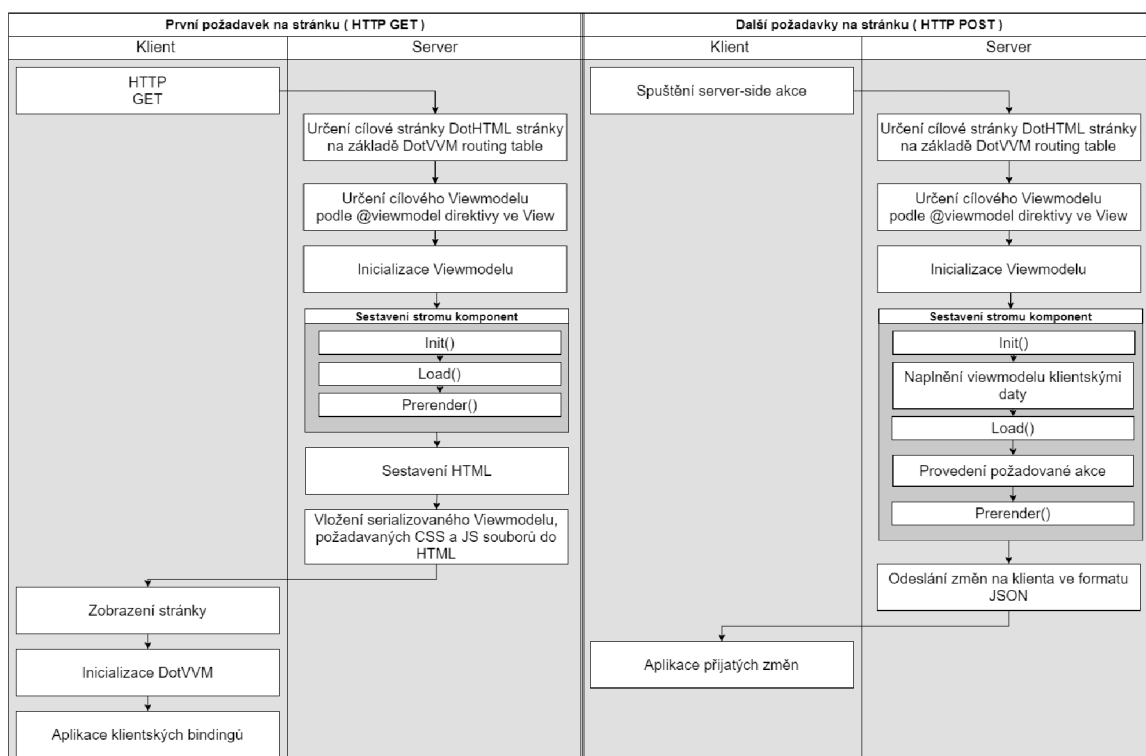 První požadavek na stránku ( HTTP GET )
Klient
Server
HTTP
GET
Určení cílové stránky DotHTML stránky
na základě DotVVM routing table
Určení cílového Viewmodelu
podle @viewmodel direktivy ve View
Inicializace Viewmodelu
Sestavení stromu komponent
Init()
Load()
Prerender()
Sestavení HTML
Vložení serializovaného Viewmodelu,
požadavaných CSS a JS souborů do
HTML
Zobrazení stránky
Inicializace DotVVM
Aplikace klientských bindingů
Další požadavky na stránku ( HTTP POST )
Klient
Server
Spuštění server-side akce
Určení cílové stránky DotHTML stránky
na základě DotVVM routing table
Určení cílového Viewmodelu
podle @viewmodel direktivy ve View
Inicializace Viewmodelu
Sestavení stromu komponent
Init()
Naplnění viewmodelu klientskými
daty
Load()
Provedení požadované akce
Prerender()
Odeslání změn na klienta ve formatu
JSON
Aplikace přijatých změn